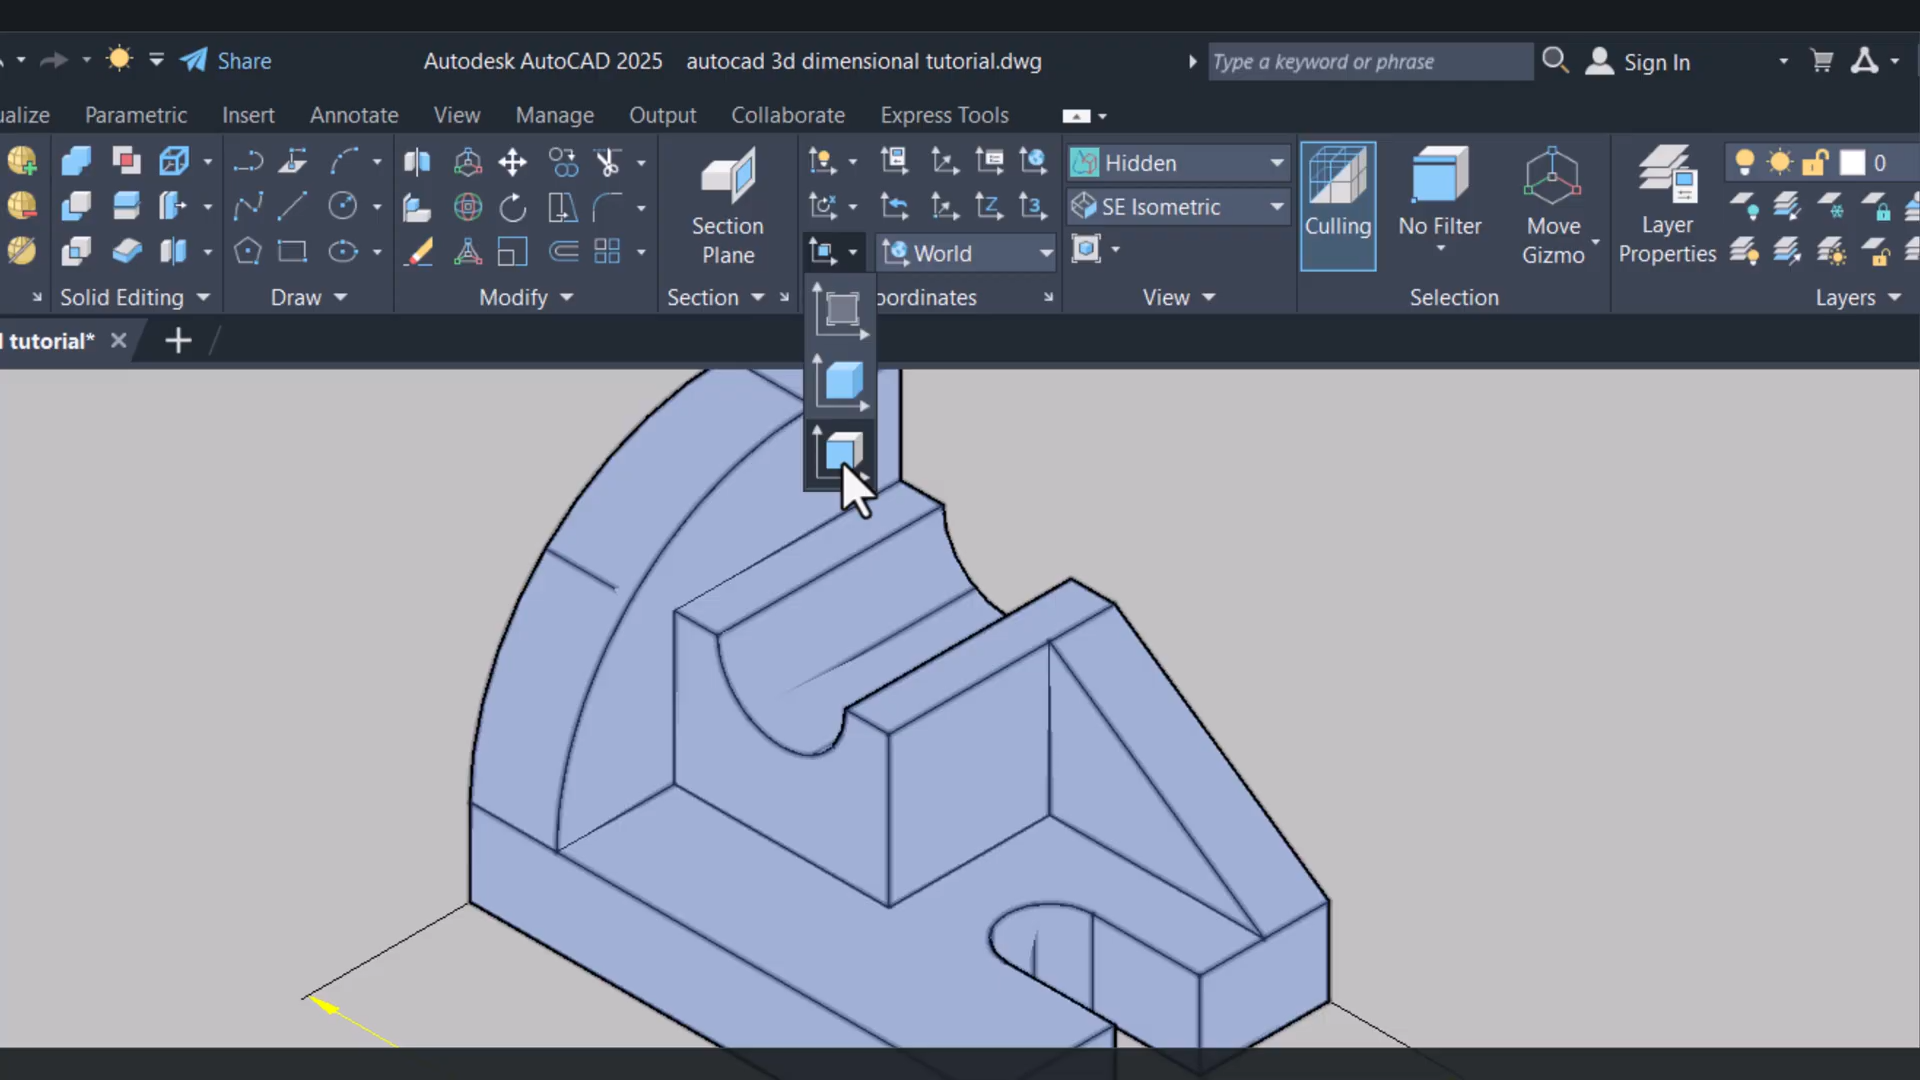 Share
Autodesk AutoCAD 2025 autocad 3d dimensional tutorial.dwg
Type a keyword or phrase
Sign In
ualize Parametric Insert Annotate View Manage Output Collaborate Express Tools
Section
Plane
World
Hidden
SE Isometric
Culling
No Filter
Move
Gizmo
Layer
Properties
0
Solid Editing
Draw
Modify
Section
oordinates
View
Selection
Layers
l tutorial*